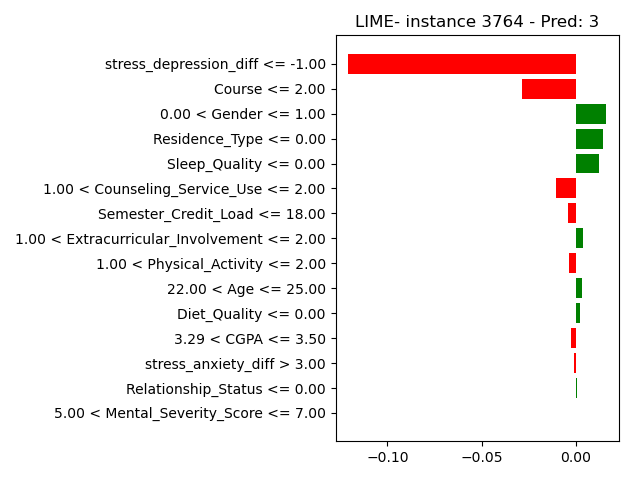 LIME- instance 3764 - Pred: 3
stress_depression_diff <= -1.00
Course <= 2.00
0.00 < Gender <= 1.00
Residence_Type <= 0.00
Sleep_Quality <= 0.00
1.00 < Counseling_Service_Use <= 2.00
Semester_Credit_Load <= 18.00
1.00 < Extracurricular_Involvement <= 2.00
1.00 < Physical_Activity <= 2.00
22.00 < Age <= 25.00
Diet_Quality <= 0.00
3.29 < CGPA <= 3.50
stress_anxiety_diff > 3.00
Relationship_Status <= 0.00
5.00 < Mental_Severity_Score <= 7.00
−0.10 −0.05 0.00